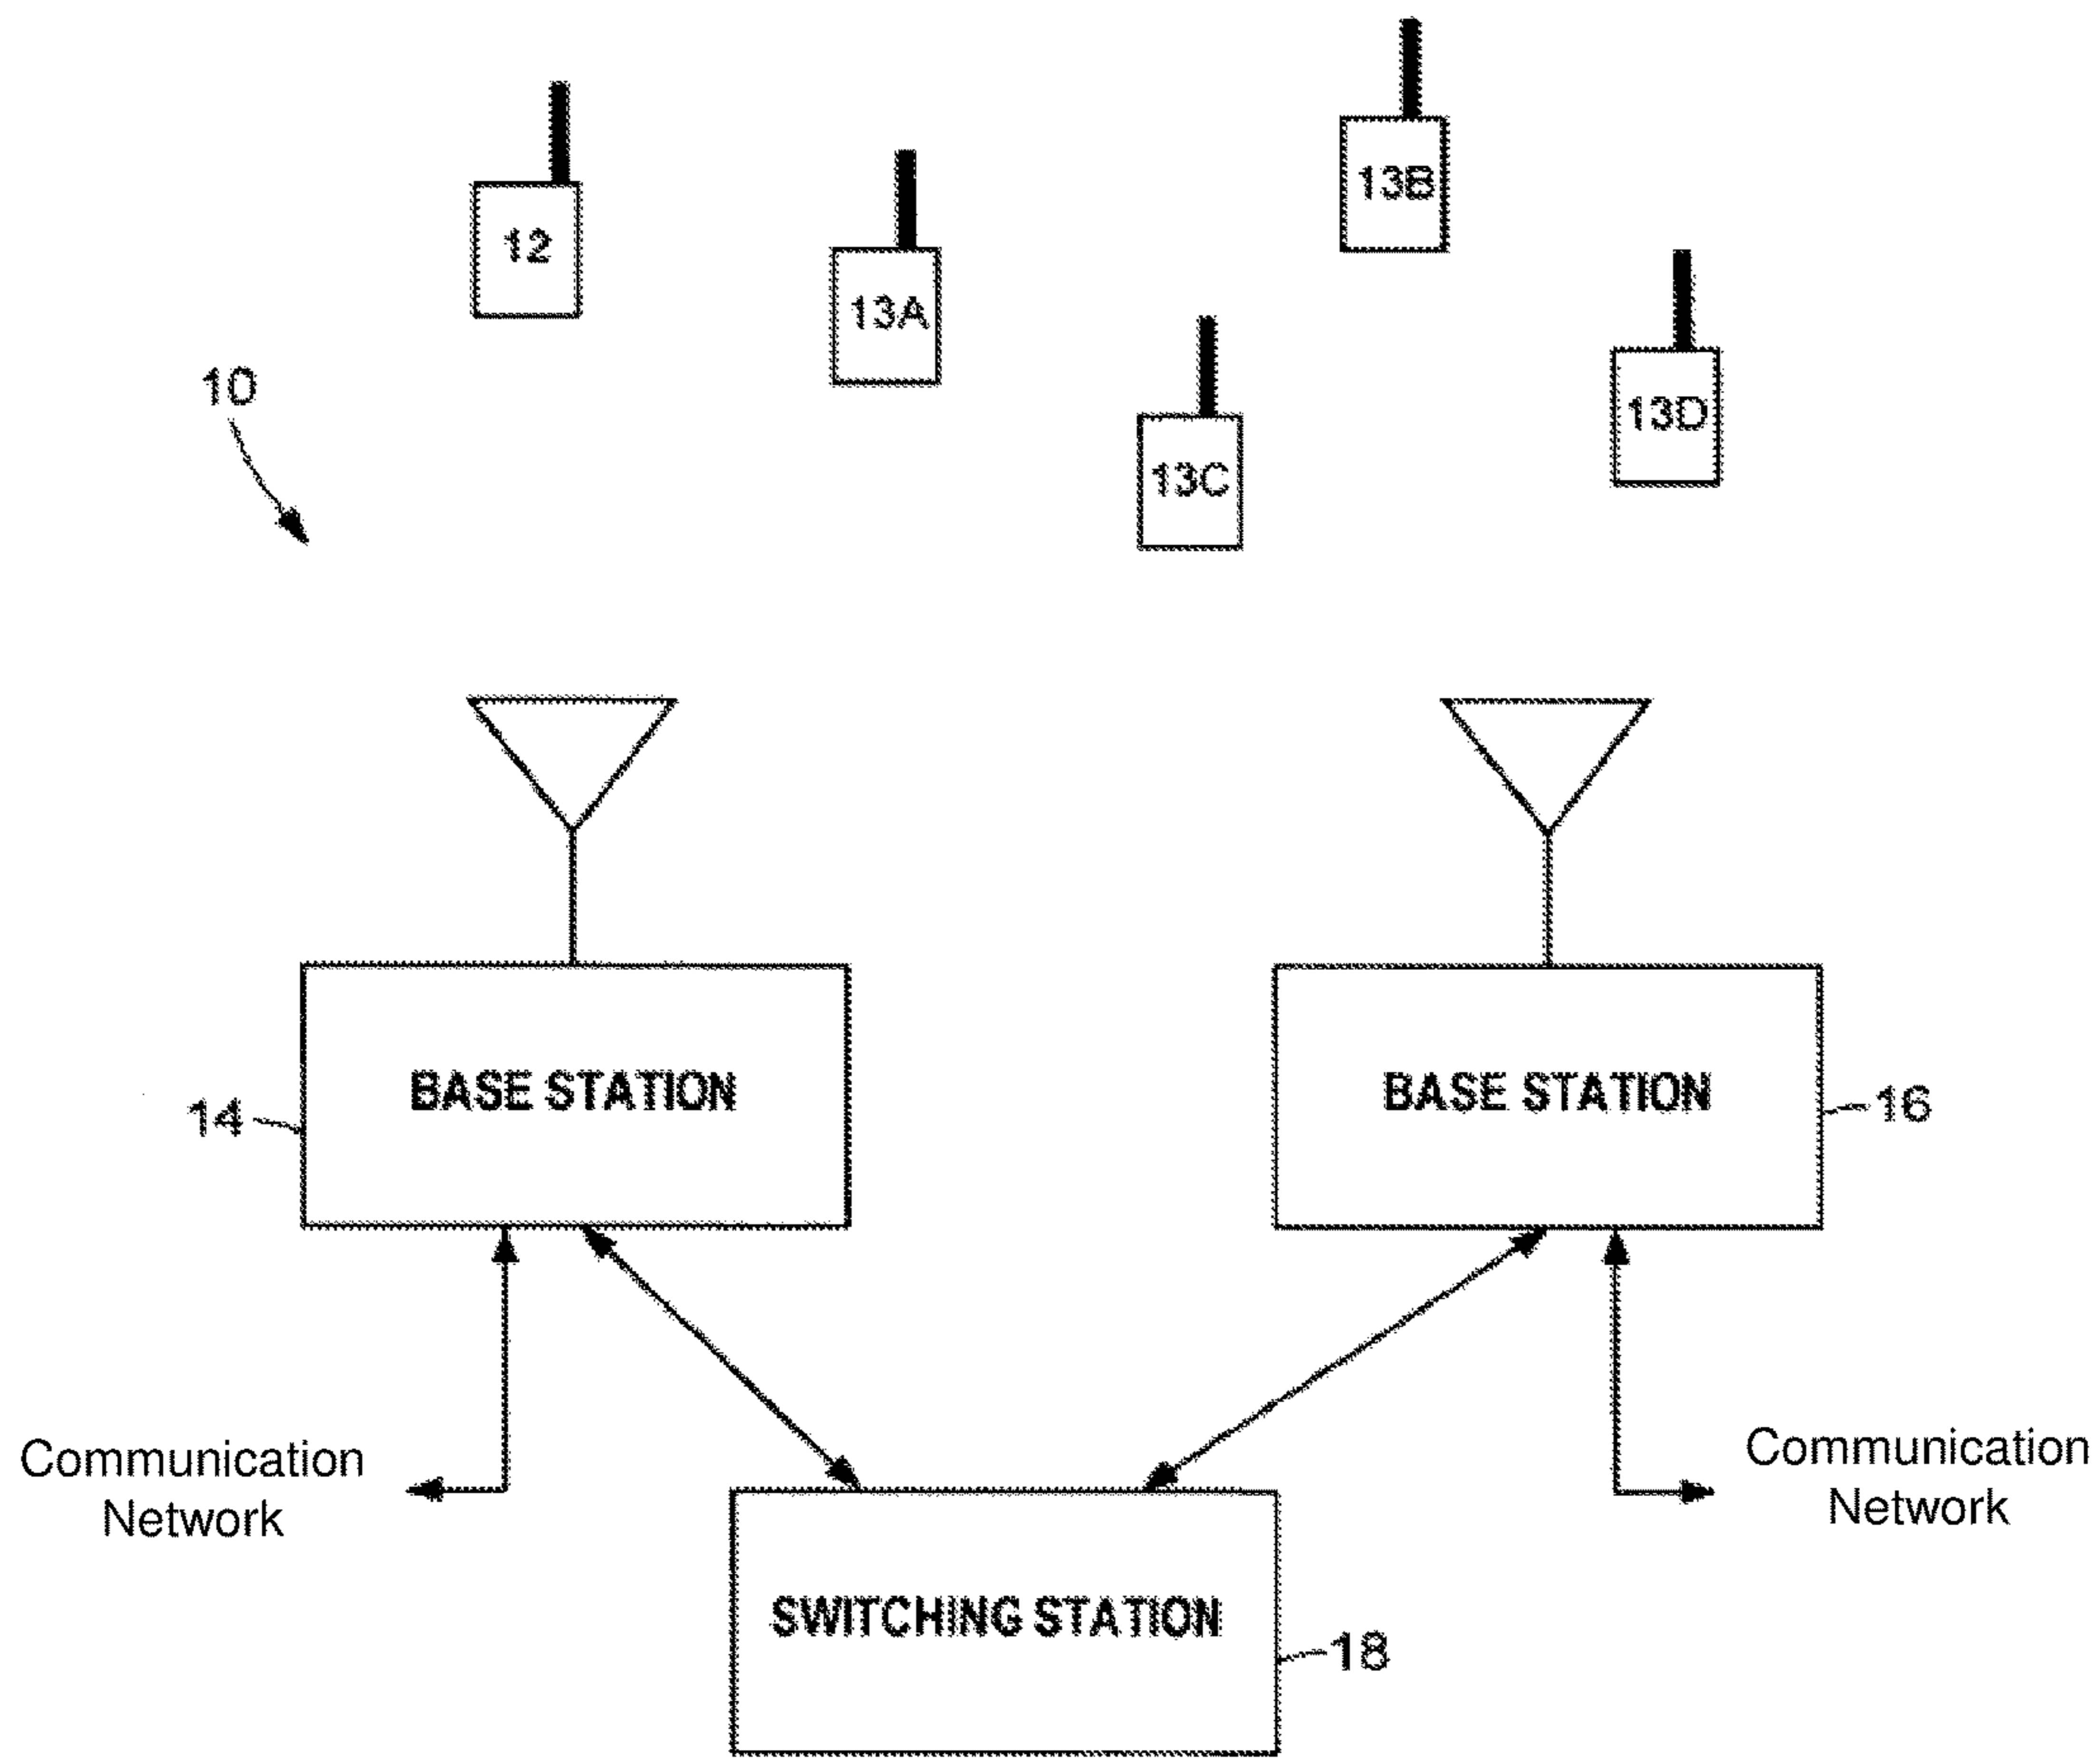 13B
12
13A
10
13D
13C
BASE STATION
BASE STATION
14
16
Communication
Network
Communication
Network
SWITCHING STATION
18